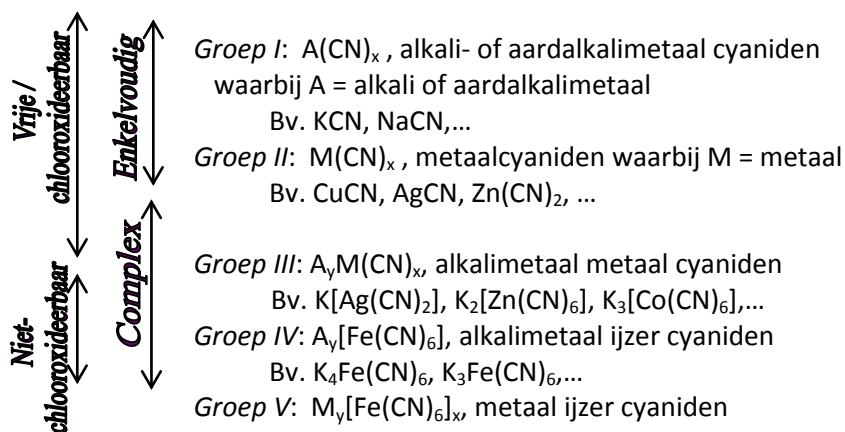 Vrije /
chlooroxideerbaar
Niet-
chlooroxideerbaar
Enkelvoudig
Complex
Groep I: A(CN)ₓ , alkali- of aardalkalimetaal cyaniden
waarbij A = alkali of aardalkalimetaal
Bv. KCN, NaCN,…
Groep II: M(CN)ₓ , metaalcyaniden waarbij M = metaal
Bv. CuCN, AgCN, Zn(CN)₂, …
Groep III: AᵧM(CN)ₓ, alkalimetaal metaal cyaniden
Bv. K[Ag(CN)₂], K₂[Zn(CN)₆], K₃[Co(CN)₆],…
Groep IV: Aᵧ[Fe(CN)₆], alkalimetaal ijzer cyaniden
Bv. K₄Fe(CN)₆, K₃Fe(CN)₆,…
Groep V: Mᵧ[Fe(CN)₆]ₓ, metaal ijzer cyaniden